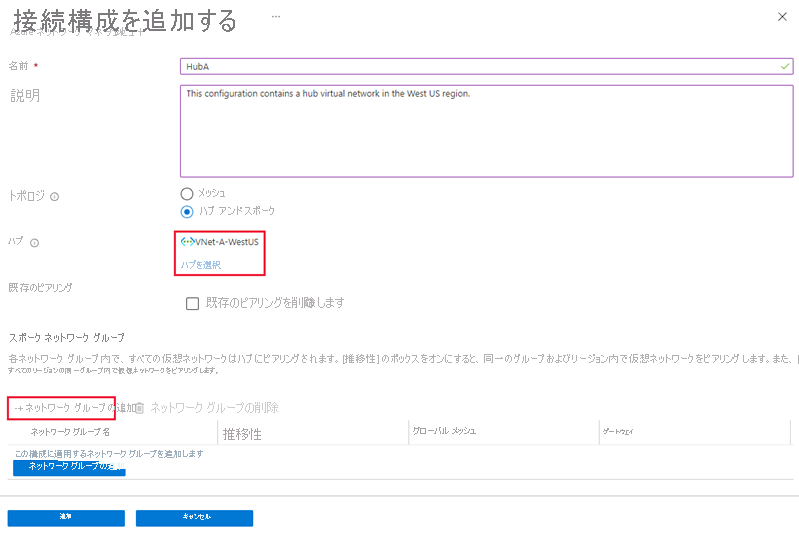 接続構成を追加する
名前 *
HubA
説明
This configuration contains a hub virtual network in the West US region.
トポロジ
メッシュ
ハブ アンド スポーク
ハブ
VNet-A-WestUS
ハブを選択
既存のピアリング
既存のピアリングを削除します
スポーク ネットワーク グループ
各ネットワーク グループ内で、すべての仮想ネットワークはハブにピアリングされます。[推移性] のボックスをオンにすると、同一のグループおよびリージョン内で仮想ネットワークをピアリングします。また、
すべてのリージョンの同一グループ内で仮想ネットワークをピアリングします。
ネットワーク グループの追加 ネットワーク グループの削除
ネットワーク グループ名 推移性 グローバル メッシュ ゲートウェイ
この構成に適用するネットワーク グループを追加します
ネットワーク グループの
追加 キャンセル